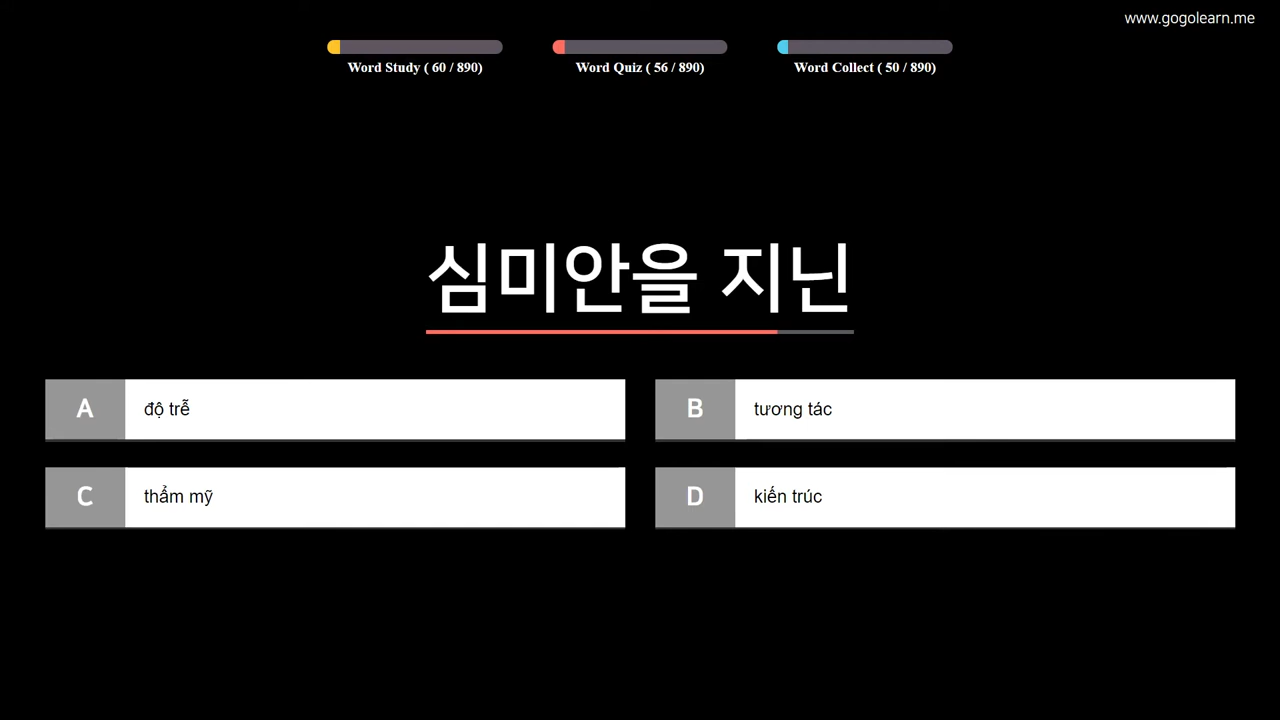 www.gogolearn.me
Word Study ( 60 / 890)
Word Quiz ( 56 / 890)
Word Collect ( 50 / 890)
심미안을 지닌
A độ trễ
B tương tác
C thẩm mỹ
D kiến trúc